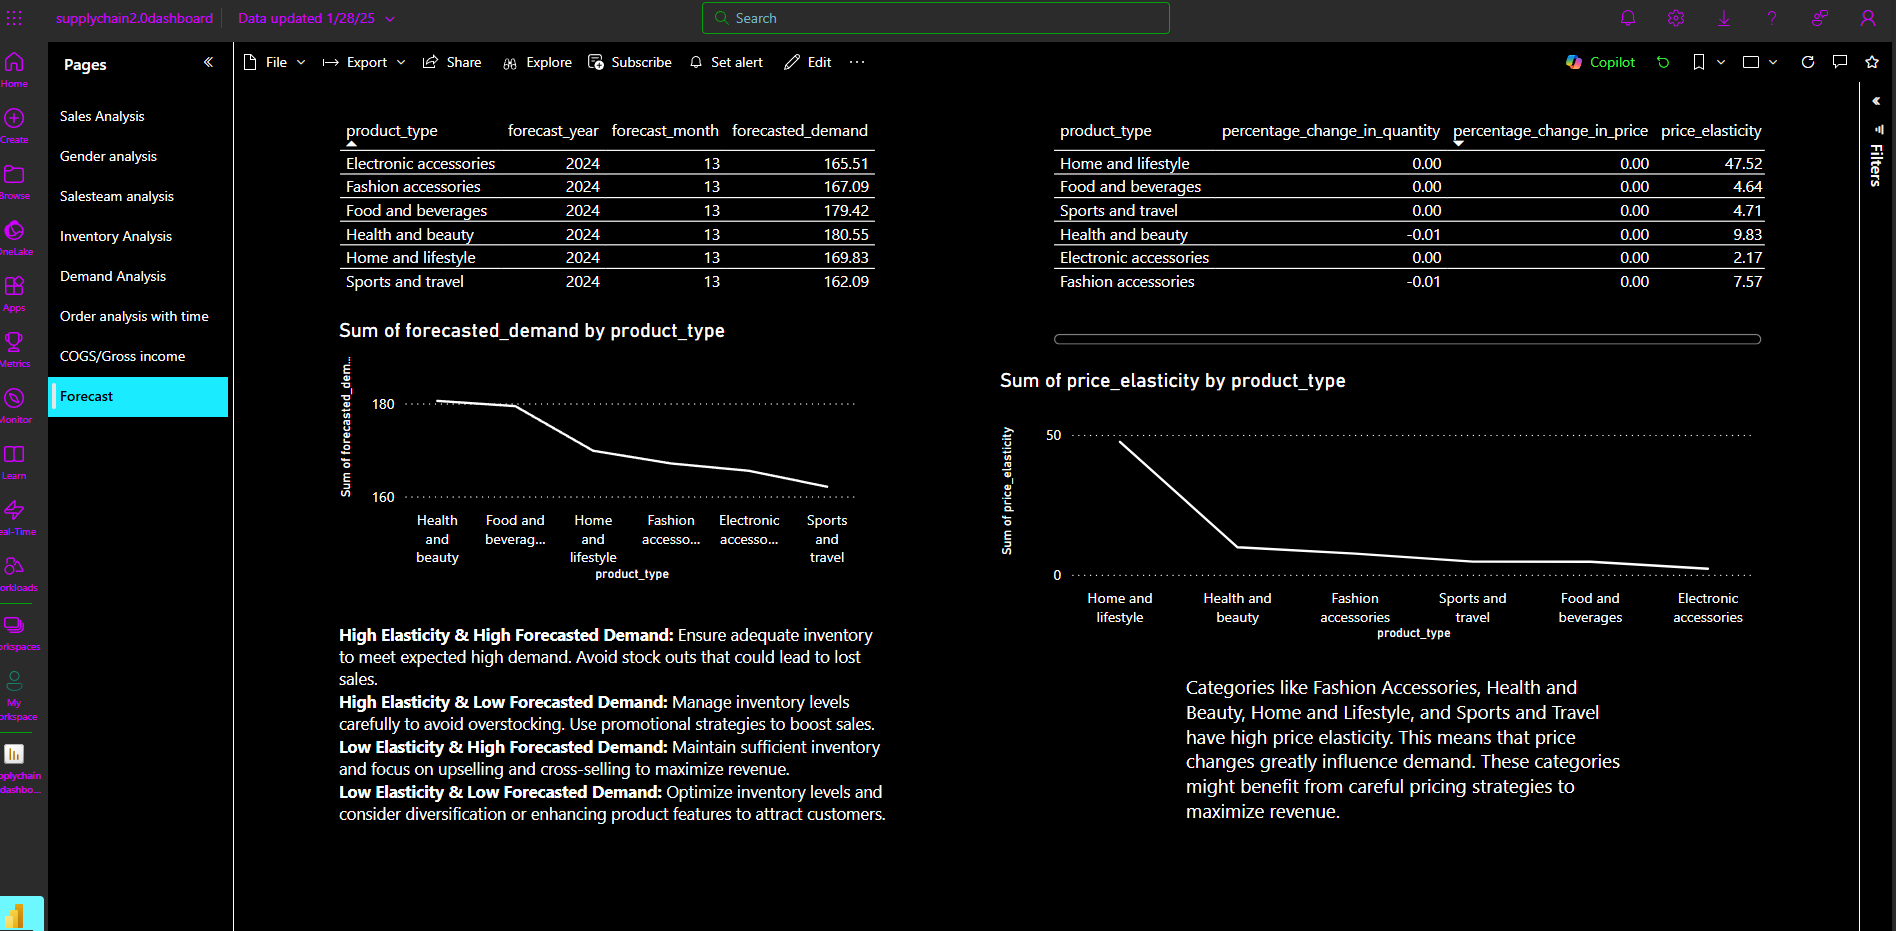 supplychain2.0dashboard
Data updated 1/28/25
Search
Home
Create
Browse
OneLake
Apps
Metrics
Monitor
Learn
eal-Time
orkloads
orkspaces
My
orkspace
pplychain
dashbo...
Pages
Sales Analysis
Gender analysis
Salesteam analysis
Inventory Analysis
Demand Analysis
Order analysis with time
COGS/Gross income
Forecast
File Export Share Explore Subscribe Set alert Edit ...
Copilot
Filters
product_type forecast_year forecast_month forecasted_demand
Electronic accessories 2024 13 165.51
Fashion accessories 2024 13 167.09
Food and beverages 2024 13 179.42
Health and beauty 2024 13 180.55
Home and lifestyle 2024 13 169.83
Sports and travel 2024 13 162.09
product_type percentage_change_in_quantity percentage_change_in_price price_elasticity
Home and lifestyle 0.00 0.00 47.52
Food and beverages 0.00 0.00 4.64
Sports and travel 0.00 0.00 4.71
Health and beauty -0.01 0.00 9.83
Electronic accessories 0.00 0.00 2.17
Fashion accessories -0.01 0.00 7.57
Sum of forecasted_demand by product_type
Sum of forecasted_dem...
180
160
Health and beauty
Food and beverag...
Home and lifestyle
Fashion accesso...
Electronic accesso...
Sports and travel
product_type
Sum of price_elasticity by product_type
Sum of price_elasticity
50
0
Home and lifestyle
Health and beauty
Fashion accessories
Sports and travel
Food and beverages
Electronic accessories
product_type
High Elasticity & High Forecasted Demand: Ensure adequate inventory
to meet expected high demand. Avoid stock outs that could lead to lost
sales.
High Elasticity & Low Forecasted Demand: Manage inventory levels
carefully to avoid overstocking. Use promotional strategies to boost sales.
Low Elasticity & High Forecasted Demand: Maintain sufficient inventory
and focus on upselling and cross-selling to maximize revenue.
Low Elasticity & Low Forecasted Demand: Optimize inventory levels and
consider diversification or enhancing product features to attract customers.
Categories like Fashion Accessories, Health and
Beauty, Home and Lifestyle, and Sports and Travel
have high price elasticity. This means that price
changes greatly influence demand. These categories
might benefit from careful pricing strategies to
maximize revenue.